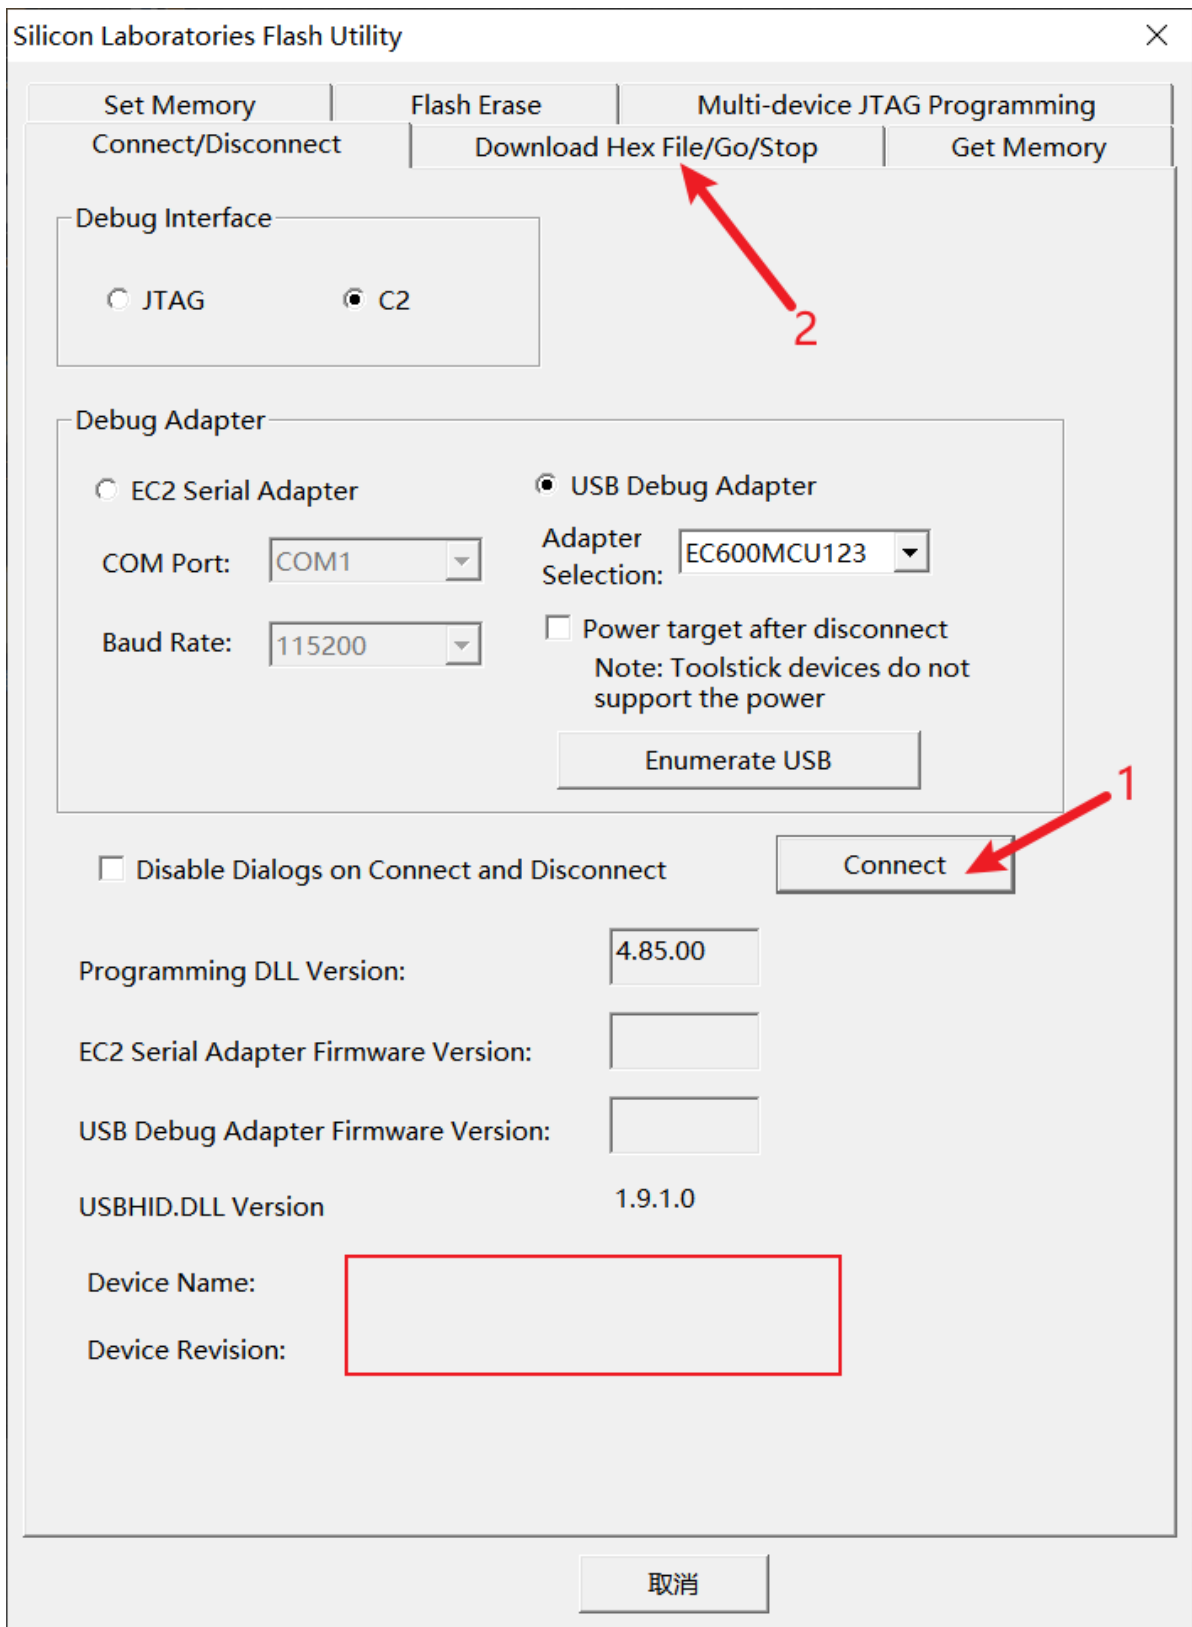 Silicon Laboratories Flash Utility
Set Memory
Flash Erase
Multi-device JTAG Programming
Connect/Disconnect
Download Hex File/Go/Stop
Get Memory
Debug Interface
JTAG
C2
2
Debug Adapter
EC2 Serial Adapter
USB Debug Adapter
COM Port:
COM1
Adapter
Selection:
EC600MCU123
Baud Rate:
115200
Power target after disconnect
Note: Toolstick devices do not
support the power
Enumerate USB
1
Disable Dialogs on Connect and Disconnect
Connect
Programming DLL Version:
4.85.00
EC2 Serial Adapter Firmware Version:
USB Debug Adapter Firmware Version:
USBHID.DLL Version
1.9.1.0
Device Name:
Device Revision:
取消